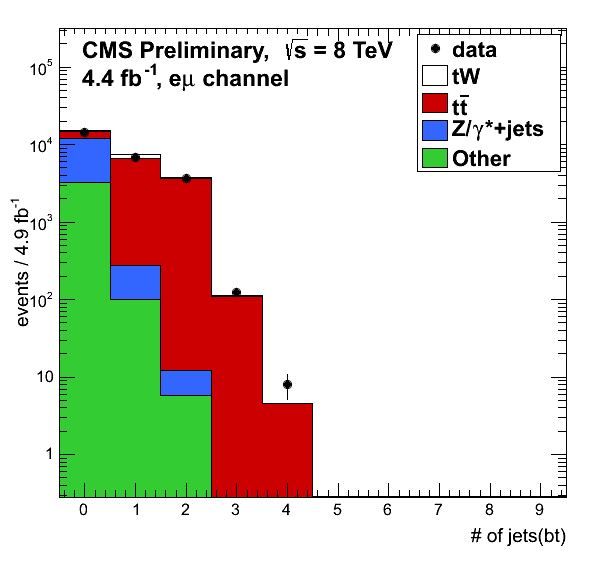 CMS Preliminary, √s = 8 TeV
4.4 fb⁻¹, eμ channel
data
tW
tt̄
Z/γ*+jets
Other
events / 4.9 fb⁻¹
10⁵
10⁴
10³
10²
10
1
0 1 2 3 4 5 6 7 8 9
# of jets(bt)